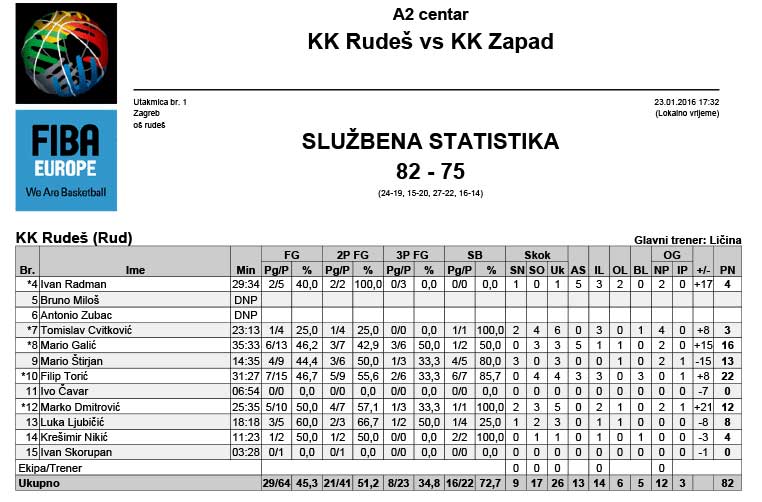 A2 centar
KK Rudeš vs KK Zapad
Utakmica br. 1 23.01.2016 17:32
Zagreb (Lokalno vrijeme)
oš rudeš
FIBA
EUROPE
We Are Basketball
SLUŽBENA STATISTIKA
82 - 75
(24-19, 15-20, 27-22, 16-14)
KK Rudeš (Rud) Glavni trener: Ličina
FG 2P FG 3P FG SB Skok OG
Br. Ime Min Pg/P % Pg/P % Pg/P % Pg/P % SN SO Uk AS IL OL BL NP IP +/- PN
*4 Ivan Radman 29:34 2/5 40,0 2/2 100,0 0/3 0,0 0/0 0,0 1 0 1 5 3 2 0 2 0 +17 4
5 Bruno Miloš DNP
6 Antonio Zubac DNP
*7 Tomislav Cvitković 23:13 1/4 25,0 1/4 25,0 0/0 0,0 1/1 100,0 2 4 6 0 3 0 1 4 0 +8 3
*8 Mario Galić 35:33 6/13 46,2 3/7 42,9 3/6 50,0 1/2 50,0 0 3 3 5 1 1 0 2 0 +15 16
9 Mario Štirjan 14:35 4/9 44,4 3/6 50,0 1/3 33,3 4/5 80,0 3 0 3 0 0 1 0 2 1 -15 13
*10 Filip Torić 31:27 7/15 46,7 5/9 55,6 2/6 33,3 6/7 85,7 0 4 4 3 3 0 3 0 1 +8 22
11 Ivo Čavar 06:54 0/0 0,0 0/0 0,0 0/0 0,0 0/0 0,0 0 0 0 0 0 0 0 0 0 -7 0
*12 Marko Dmitrović 25:35 5/10 50,0 4/7 57,1 1/3 33,3 1/1 100,0 2 3 5 0 2 1 0 2 1 +21 12
13 Luka Ljubičić 18:18 3/5 60,0 2/3 66,7 1/2 50,0 1/4 25,0 1 2 3 0 1 1 0 0 0 -8 8
14 Krešimir Nikić 11:23 1/2 50,0 1/2 50,0 0/0 0,0 2/2 100,0 0 1 1 0 1 0 1 0 0 -3 4
15 Ivan Skorupan 03:28 0/1 0,0 0/1 0,0 0/0 0,0 0/0 0,0 0 0 0 0 0 0 0 0 0 -1 0
Ekipa/Trener 0 0 0 0 0
Ukupno 29/64 45,3 21/41 51,2 8/23 34,8 16/22 72,7 9 17 26 13 14 6 5 12 3 82